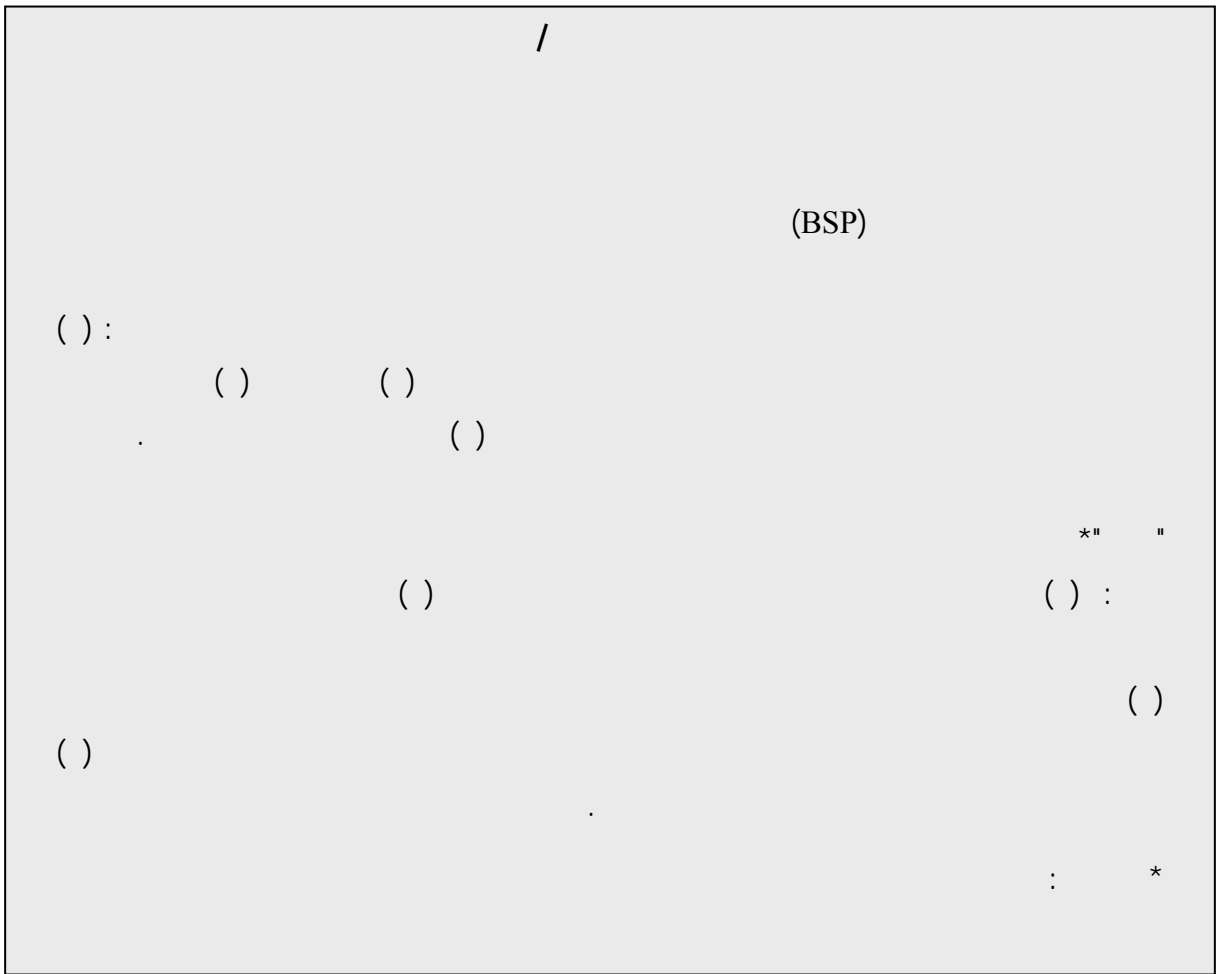 /
(BSP)
( ) :
( ) ( )
. ( )
*" "
( ) ( ) :
( )
( )
.
: *